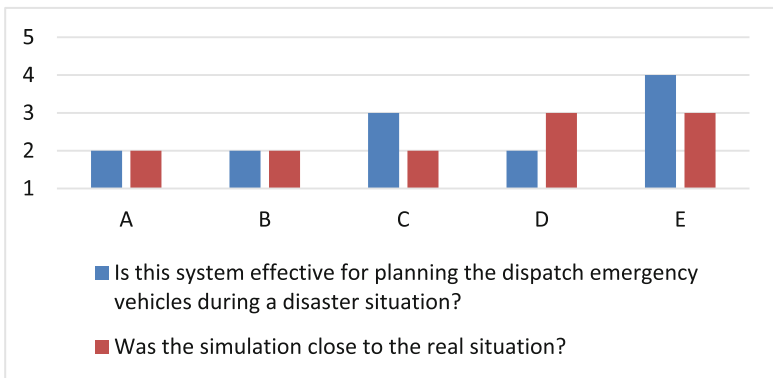 5
4
3
2
1
A B C D E
Is this system effective for planning the dispatch emergency
vehicles during a disaster situation?
Was the simulation close to the real situation?